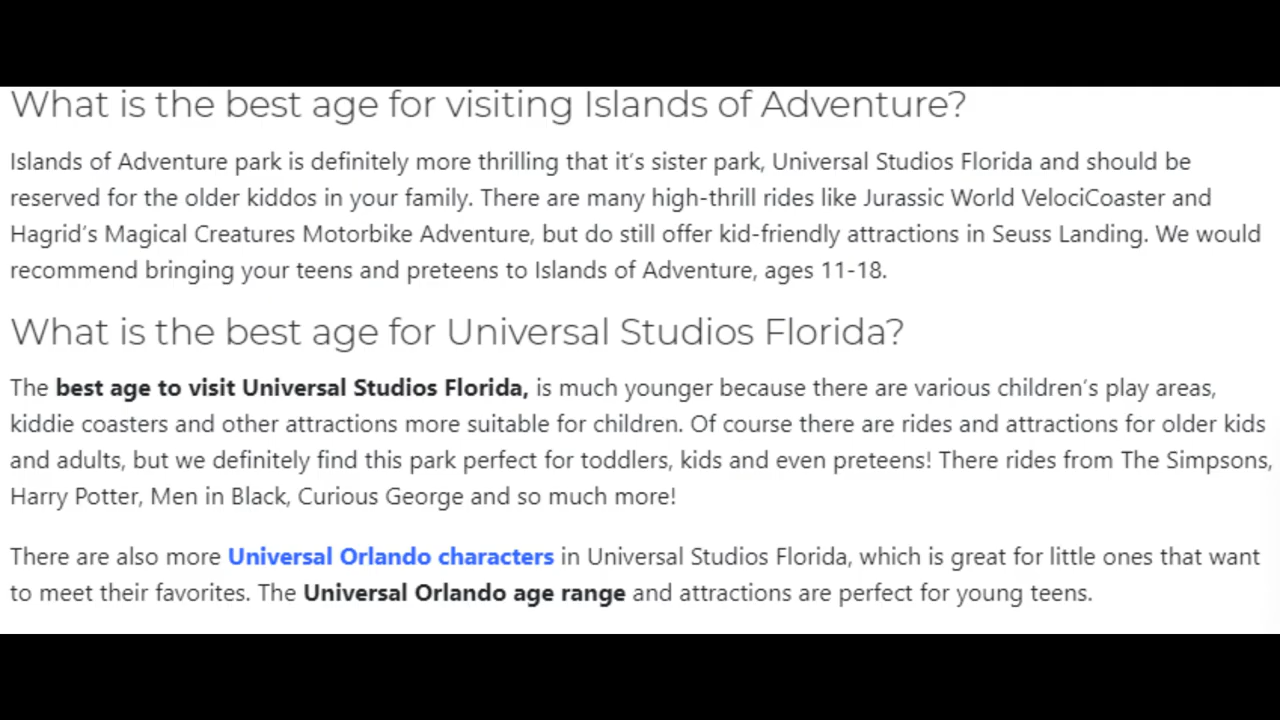 What is the best age for visiting Islands of Adventure?
Islands of Adventure park is definitely more thrilling that it's sister park, Universal Studios Florida and should be
reserved for the older kiddos in your family. There are many high-thrill rides like Jurassic World VelociCoaster and
Hagrid's Magical Creatures Motorbike Adventure, but do still offer kid-friendly attractions in Seuss Landing. We would
recommend bringing your teens and preteens to Islands of Adventure, ages 11-18.
What is the best age for Universal Studios Florida?
The best age to visit Universal Studios Florida, is much younger because there are various children's play areas,
kiddie coasters and other attractions more suitable for children. Of course there are rides and attractions for older kids
and adults, but we definitely find this park perfect for toddlers, kids and even preteens! There rides from The Simpsons,
Harry Potter, Men in Black, Curious George and so much more!
There are also more Universal Orlando characters in Universal Studios Florida, which is great for little ones that want
to meet their favorites. The Universal Orlando age range and attractions are perfect for young teens.